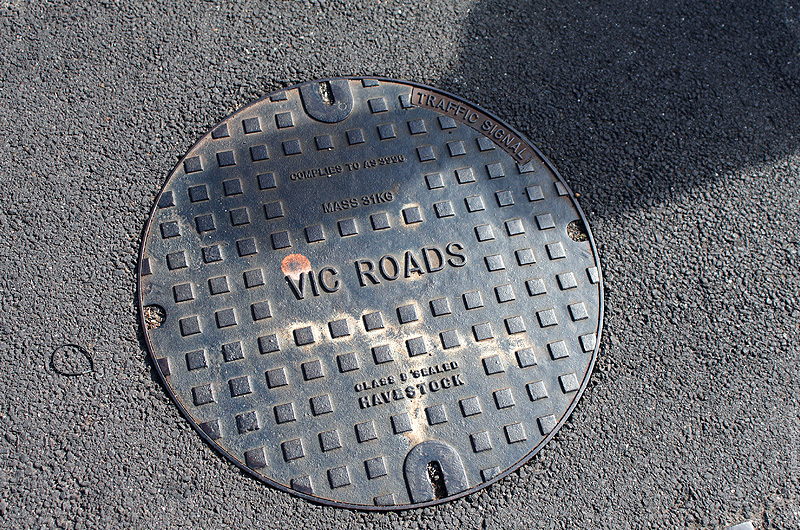 TRAFFIC SIGNAL
COMPLIES TO AS 3996
MASS 31KG
VIC ROADS
CLASS B SEALED
HAVESTOCK